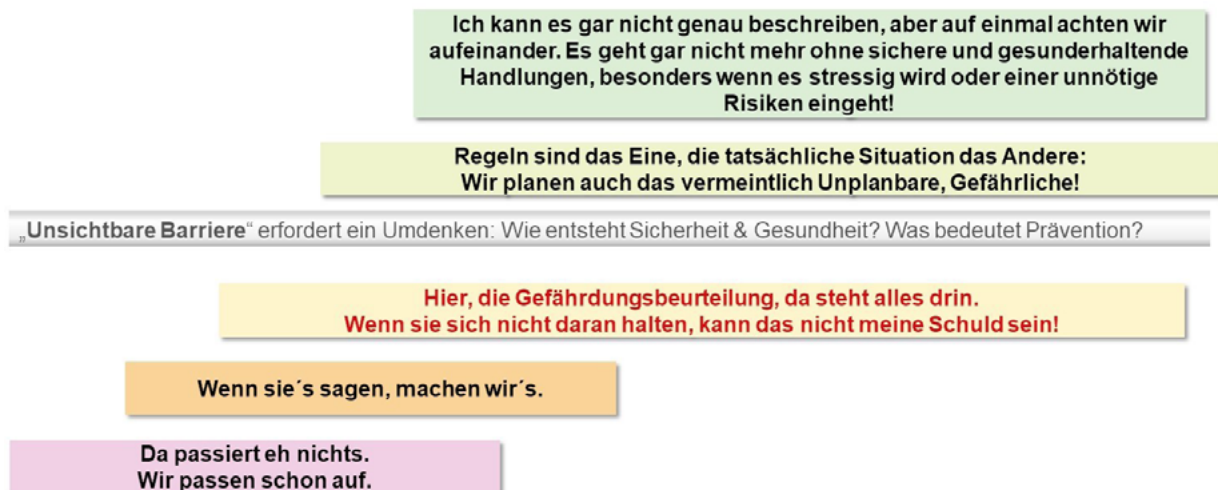 Ich kann es gar nicht genau beschreiben, aber auf einmal achten wir
aufeinander. Es geht gar nicht mehr ohne sichere und gesunderhaltende
Handlungen, besonders wenn es stressig wird oder einer unnötige
Risiken eingeht!
Regeln sind das Eine, die tatsächliche Situation das Andere:
Wir planen auch das vermeintlich Unplanbare, Gefährliche!
„Unsichtbare Barriere“ erfordert ein Umdenken: Wie entsteht Sicherheit & Gesundheit? Was bedeutet Prävention?
Hier, die Gefährdungsbeurteilung, da steht alles drin.
Wenn sie sich nicht daran halten, kann das nicht meine Schuld sein!
Wenn sie´s sagen, machen wir´s.
Da passiert eh nichts.
Wir passen schon auf.